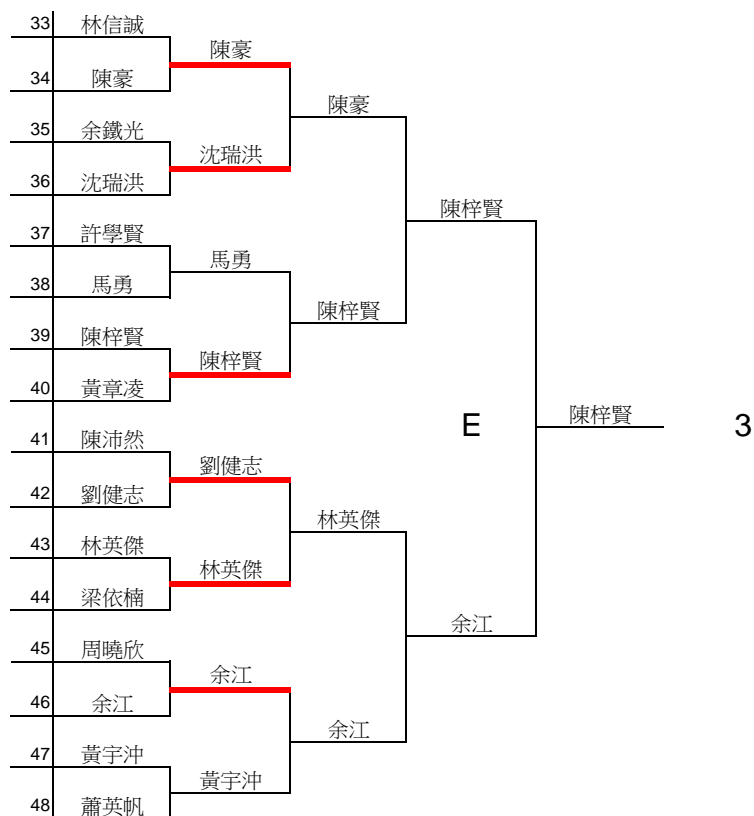 33 林信誠
陳豪
34 陳豪
陳豪
35 余鐵光
沈瑞洪
36 沈瑞洪
陳梓賢
37 許學賢
馬勇
38 馬勇
陳梓賢
39 陳梓賢
陳梓賢
40 黃章凌
E 陳梓賢 3
41 陳沛然
劉健志
42 劉健志
林英傑
43 林英傑
林英傑
44 梁依楠
余江
45 周曉欣
余江
46 余江
余江
47 黃宇沖
黃宇沖
48 蕭英帆